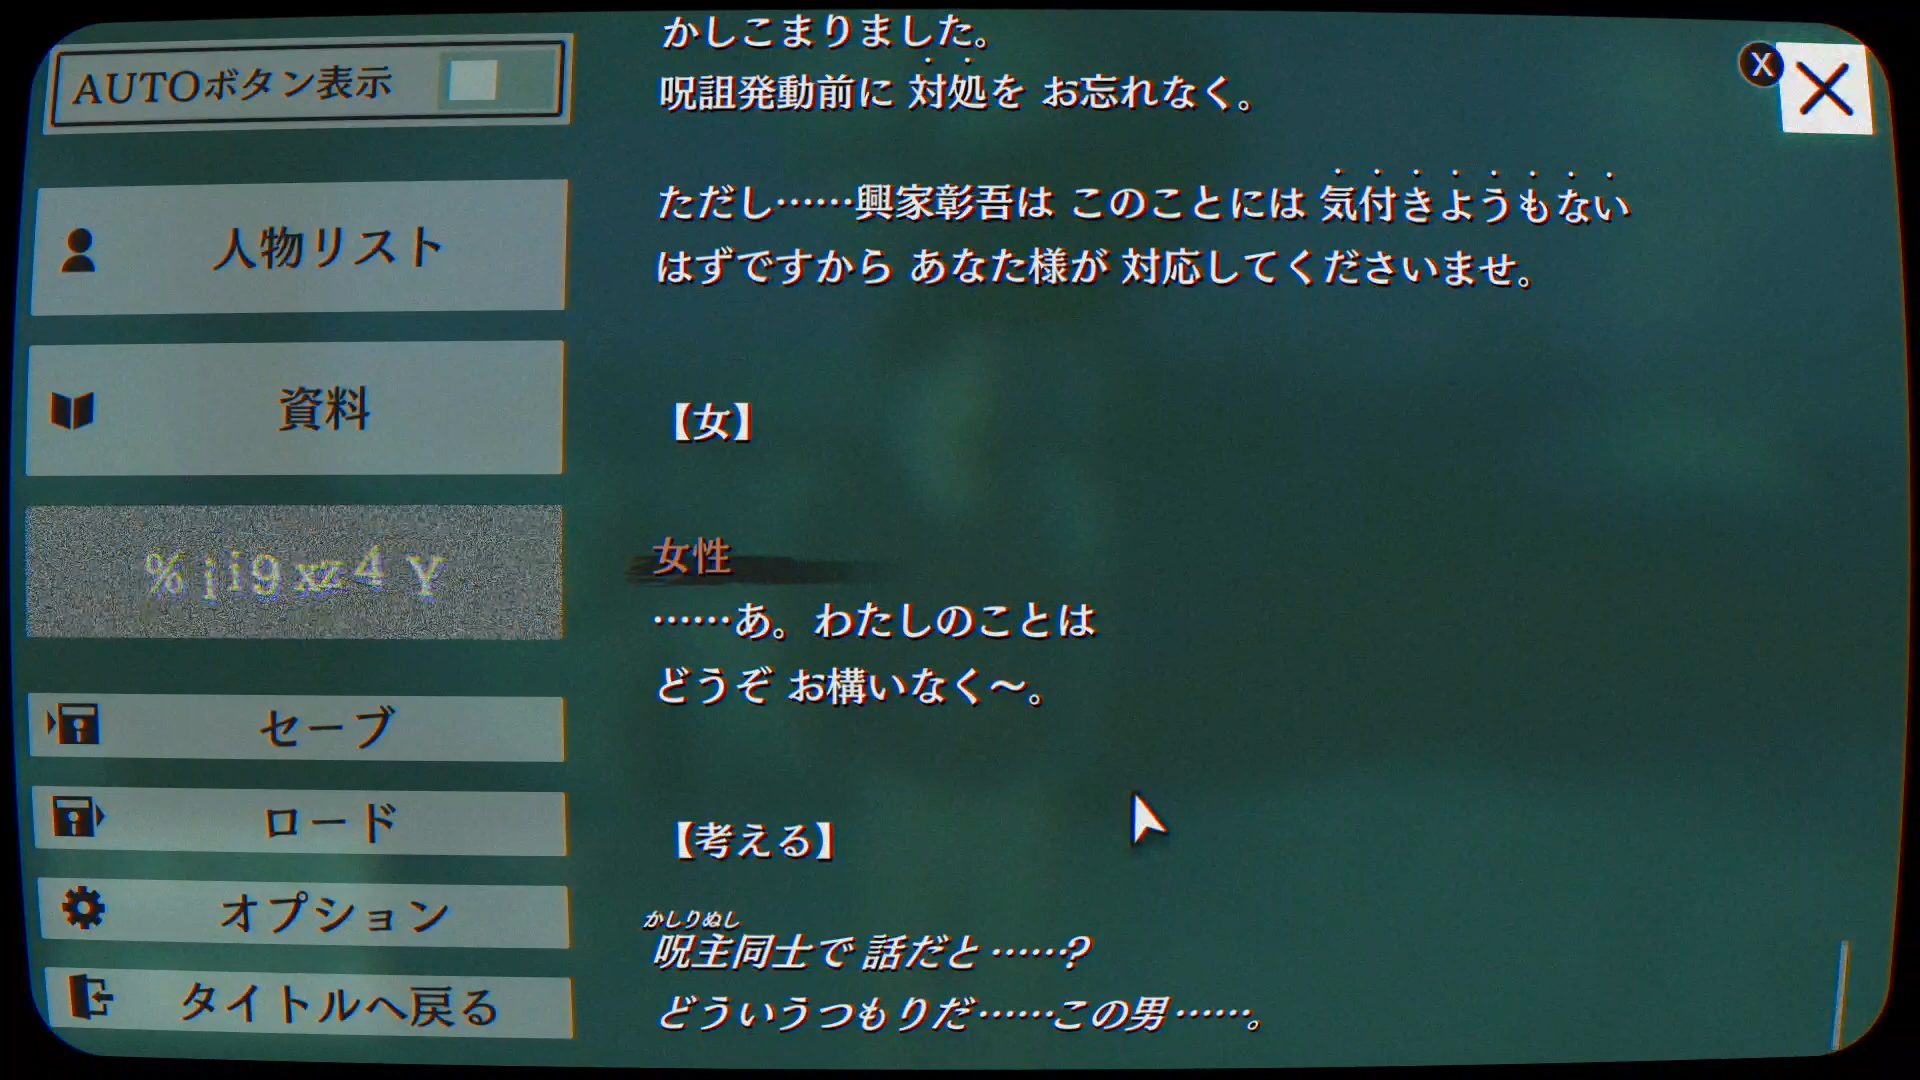 AUTOボタン表示
人物リスト
資料
%jigxz4Y
セーブ
ロード
オプション
タイトルへ戻る
かしこまりました。
呪詛発動前に 対処を お忘れなく。
ただし……興家彰吾は このことには 気付きようもない
はずですから あなた様が 対応してくださいませ。
【女】
女性
……あ。わたしのことは
どうぞ お構いなく～。
【考える】
かしりぬし
呪主同士で 話だと ……?
どういうつもりだ……この男……。
X